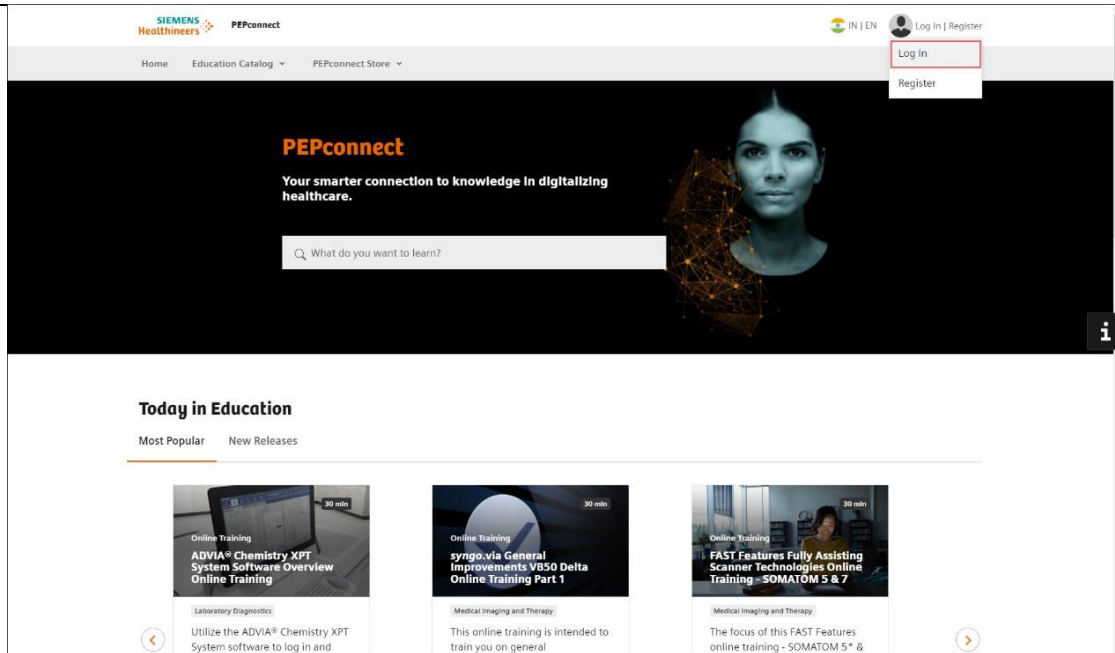 SIEMENS
Healthineers
PEPconnect
IN | EN
Log In | Register
Log In
Register
Home
Education Catalog
PEPconnect Store
PEPconnect
Your smarter connection to knowledge in digitalizing
healthcare.
What do you want to learn?
i
Today in Education
Most Popular
New Releases
30 min
Online Training
ADVIA® Chemistry XPT
System Software Overview
Online Training
Laboratory Diagnostics
Utilize the ADVIA® Chemistry XPT
System software to log in and
30 min
Online Training
syngo.via General
Improvements VB50 Delta
Online Training Part 1
Medical Imaging and Therapy
This online training is intended to
train you on general
30 min
Online Training
FAST Features Fully Assisting
Scanner Technologies Online
Training - SOMATOM 5 & 7
Medical Imaging and Therapy
The focus of this FAST Features
online training - SOMATOM 5* &